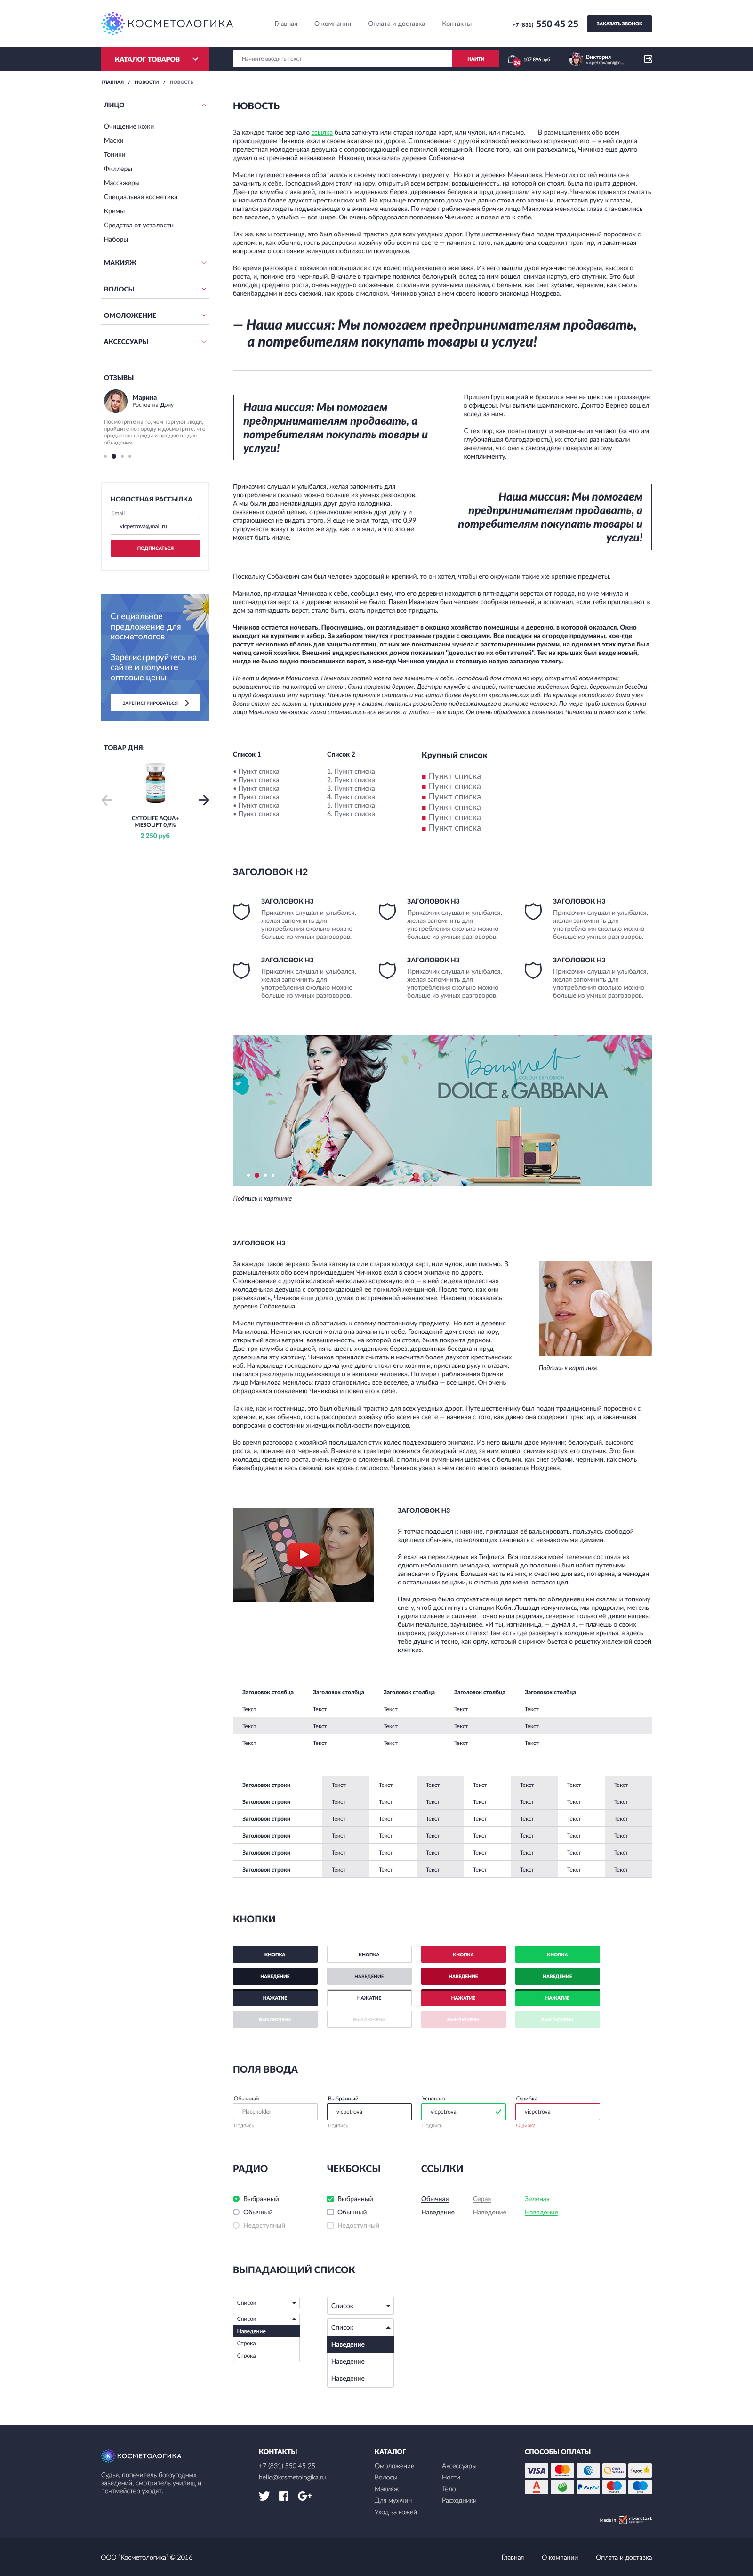 КОСМЕТОЛОГИКА
Главная О компании Оплата и доставка Контакты
+7 (831) 550 45 25
ЗАКАЗАТЬ ЗВОНОК
КАТАЛОГ ТОВАРОВ
Начните вводить текст
НАЙТИ
24
107 896 руб
Виктория
ГЛАВНАЯ / НОВОСТИ / НОВОСТЬ
ЛИЦО
Очищение кожи
Маски
Тоники
Филлеры
Массажеры
Специальная косметика
Кремы
Средства от усталости
Наборы
МАКИЯЖ
ВОЛОСЫ
ОМОЛОЖЕНИЕ
АКСЕССУАРЫ
ОТЗЫВЫ
Марина
Ростов-на-Дону
Посмотрите на то, чем торгуют люди,
пройдите по городу и досмотрите, что
продается: наряды и предметы для
объедения.
НОВОСТНАЯ РАССЫЛКА
Email
vicpetrova@mail.ru
ПОДПИСАТЬСЯ
Специальное
предложение для
косметологов
Зарегистрируйтесь на
сайте и получите
оптовые цены
ЗАРЕГИСТРИРОВАТЬСЯ
ТОВАР ДНЯ:
CYTOLIFE AQUA+
MESOLIFT 0,9%
2 250 руб
НОВОСТЬ
За каждое такое зеркало ссылка была заткнута или старая колода карт, или чулок, или письмо. В размышлениях обо всем
происшедшем Чичиков ехал в своем экипаже по дороге. Столкновение с другой коляской несколько встряхнуло его — в ней сидела
прелестная молоденькая девушка с сопровождающей ее пожилой женщиной. После того, как они разъехались, Чичиков еще долго
думал о встреченной незнакомке. Наконец показалась деревня Собакевича.
Мысли путешественника обратились к своему постоянному предмету. Но вот и деревня Маниловка. Немногих гостей могла она
заманить к себе. Господский дом стоял на юру, открытый всем ветрам; возвышенность, на которой он стоял, была покрыта дерном.
Две-три клумбы с акацией, пять-шесть жиденьких берез, деревянная беседка и пруд довершали эту картину. Чичиков принялся считать
и насчитал более двухсот крестьянских изб. На крыльце господского дома уже давно стоял его хозяин и, приставив руку к глазам,
пытался разглядеть подъезжающего в экипаже человека. По мере приближения брички лицо Манилова менялось: глаза становились
все веселее, а улыбка — все шире. Он очень обрадовался появлению Чичикова и повел его к себе.
Так же, как и гостиница, это был обычный трактир для всех уездных дорог. Путешественнику был подан традиционный поросенок с
хреном, и, как обычно, гость расспросил хозяйку обо всем на свете — начиная с того, как давно она содержит трактир, и заканчивая
вопросами о состоянии живущих поблизости помещиков.
Во время разговора с хозяйкой послышался стук колес подъехавшего экипажа. Из него вышли двое мужчин: белокурый, высокого
роста, и, пониже его, чернявый. Вначале в трактире появился белокурый, вслед за ним вошел, снимая картуз, его спутник. Это был
молодец среднего роста, очень недурно сложенный, с полными румяными щеками, с белыми, как снег зубами, черными, как смоль
бакенбардами и весь свежий, как кровь с молоком. Чичиков узнал в нем своего нового знакомца Ноздрева.
— Наша миссия: Мы помогаем предпринимателям продавать,
а потребителям покупать товары и услуги!
Наша миссия: Мы помогаем
предпринимателям продавать, а
потребителям покупать товары и
услуги!
Пришел Грушницкий и бросился мне на шею: он произведен
в офицеры. Мы выпили шампанского. Доктор Вернер вошел
вслед за ним.
С тех пор, как поэты пишут и женщины их читают (за что им
глубочайшая благодарность), их столько раз называли
ангелами, что они в самом деле поверили этому
комплименту.
Приказчик слушал и улыбался, желая запомнить для
употребления сколько можно больше из умных разговоров.
А мы были два ненавидящих друг друга колодника,
связанных одной цепью, отравляющие жизнь друг другу и
старающиеся не видать этого. Я еще не знал тогда, что 0,99
супружеств живут в таком же аду, как и я жил, и что это не
может быть иначе.
Наша миссия: Мы помогаем
предпринимателям продавать, а
потребителям покупать товары и
услуги!
Поскольку Собакевич сам был человек здоровый и крепкий, то он хотел, чтобы его окружали такие же крепкие предметы.
Манилов, приглашая Чичикова к себе, сообщил ему, что его деревня находится в пятнадцати верстах от города, но уже минула и
шестнадцатая верста, а деревни никакой не было. Павел Иванович был человек сообразительный, и вспомнил, если тебя приглашают в
дом за пятнадцать верст, стало быть, ехать придется все тридцать.
Чичиков остается ночевать. Проснувшись, он разглядывает в окошко хозяйство помещицы и деревню, в которой оказался. Окно
выходит на курятник и забор. За забором тянутся пространные грядки с овощами. Все посадки на огороде продуманы, кое-где
растут несколько яблонь для защиты от птиц, от них же понатыканы чучела с растопыренными руками, на одном из этих пугал был
чепец самой хозяйки. Внешний вид крестьянских домов показывал "довольство их обитателей". Тес на крышах был везде новый,
нигде не было видно покосившихся ворот, а кое-где Чичиков увидел и стоявшую новую запасную телегу.
Но вот и деревня Маниловка. Немногих гостей могла она заманить к себе. Господский дом стоял на юру, открытый всем ветрам;
возвышенность, на которой он стоял, была покрыта дерном. Две-три клумбы с акацией, пять-шесть жиденьких берез, деревянная беседка
и пруд довершали эту картину. Чичиков принялся считать и насчитал более двухсот крестьянских изб. На крыльце господского дома уже
давно стоял его хозяин и, приставив руку к глазам, пытался разглядеть подъезжающего в экипаже человека. По мере приближения брички
лицо Манилова менялось: глаза становились все веселее, а улыбка — все шире. Он очень обрадовался появлению Чичикова и повел его к себе.
Список 1
• Пункт списка
• Пункт списка
• Пункт списка
• Пункт списка
• Пункт списка
• Пункт списка
Список 2
1. Пункт списка
2. Пункт списка
3. Пункт списка
4. Пункт списка
5. Пункт списка
6. Пункт списка
Крупный список
Пункт списка
Пункт списка
Пункт списка
Пункт списка
Пункт списка
Пункт списка
ЗАГОЛОВОК H2
ЗАГОЛОВОК H3
Приказчик слушал и улыбался,
желая запомнить для
употребления сколько можно
больше из умных разговоров.
ЗАГОЛОВОК H3
Приказчик слушал и улыбался,
желая запомнить для
употребления сколько можно
больше из умных разговоров.
ЗАГОЛОВОК H3
Приказчик слушал и улыбался,
желая запомнить для
употребления сколько можно
больше из умных разговоров.
ЗАГОЛОВОК H3
Приказчик слушал и улыбался,
желая запомнить для
употребления сколько можно
больше из умных разговоров.
ЗАГОЛОВОК H3
Приказчик слушал и улыбался,
желая запомнить для
употребления сколько можно
больше из умных разговоров.
ЗАГОЛОВОК H3
Приказчик слушал и улыбался,
желая запомнить для
употребления сколько можно
больше из умных разговоров.
Bouquet
DOLCE & GABBANA
Подпись к картинке
ЗАГОЛОВОК H3
За каждое такое зеркало было заткнута или старая колода карт, или чулок, или письмо. В
размышлениях обо всем происшедшем Чичиков ехал в своем экипаже по дороге.
Столкновение с другой коляской несколько встряхнуло его — в ней сидела прелестная
молоденькая девушка с сопровождающей ее пожилой женщиной. После того, как они
разъехались, Чичиков еще долго думал о встреченной незнакомке. Наконец показалась
деревня Собакевича.
Мысли путешественника обратились к своему постоянному предмету. Но вот и деревня
Маниловка. Немногих гостей могла она заманить к себе. Господский дом стоял на юру,
открытый всем ветрам; возвышенность, на которой он стоял, была покрыта дерном.
Две-три клумбы с акацией, пять-шесть жиденьких берез, деревянная беседка и пруд
довершали эту картину. Чичиков принялся считать и насчитал более двухсот крестьянских
изб. На крыльце господского дома уже давно стоял его хозяин и, приставив руку к глазам,
пытался разглядеть подъезжающего в экипаже человека. По мере приближения брички
лицо Манилова менялось: глаза становились все веселее, а улыбка — все шире. Он очень
обрадовался появлению Чичикова и повел его к себе.
Подпись к картинке
Так же, как и гостиница, это был обычный трактир для всех уездных дорог. Путешественнику был подан традиционный поросенок с
хреном, и, как обычно, гость расспросил хозяйку обо всем на свете — начиная с того, как давно она содержит трактир, и заканчивая
вопросами о состоянии живущих поблизости помещиков.
Во время разговора с хозяйкой послышался стук колес подъехавшего экипажа. Из него вышли двое мужчин: белокурый, высокого
роста, и, пониже его, чернявый. Вначале в трактире появился белокурый, вслед за ним вошел, снимая картуз, его спутник. Это был
молодец среднего роста, очень недурно сложенный, с полными румяными щеками, с белыми, как снег зубами, черными, как смоль
бакенбардами и весь свежий, как кровь с молоком. Чичиков узнал в нем своего нового знакомца Ноздрева.
ЗАГОЛОВОК H3
Я тотчас подошел к княжне, приглашая её вальсировать, пользуясь свободой
здешних обычаев, позволяющих танцевать с незнакомыми дамами.
Я ехал на перекладных из Тифлиса. Вся поклажа моей тележки состояла из
одного небольшого чемодана, который до половины был набит путевыми
записками о Грузии. Большая часть из них, к счастию для вас, потеряна, а чемодан
с остальными вещами, к счастью для меня, остался цел.
Нам должно было спускаться еще верст пять по обледеневшим скалам и топкому
снегу, чтоб достигнуть станции Коби. Лошади измучились, мы продрогли; метель
гудела сильнее и сильнее, точно наша родимая, северная; только её дикие напевы
были печальнее, заунывнее. «И ты, изгнанница, — думал я, — плачешь о своих
широких, раздольных степях! Там есть где развернуть холодные крылья, а здесь
тебе душно и тесно, как орлу, который с криком бьется о решетку железной своей
клетки».
Заголовок столбца Заголовок столбца Заголовок столбца Заголовок столбца Заголовок столбца
Текст Текст Текст Текст Текст
Текст Текст Текст Текст Текст
Текст Текст Текст Текст Текст
Заголовок строки Текст Текст Текст Текст Текст Текст Текст
Заголовок строки Текст Текст Текст Текст Текст Текст Текст
Заголовок строки Текст Текст Текст Текст Текст Текст Текст
Заголовок строки Текст Текст Текст Текст Текст Текст Текст
Заголовок строки Текст Текст Текст Текст Текст Текст Текст
Заголовок строки Текст Текст Текст Текст Текст Текст Текст
КНОПКИ
КНОПКА КНОПКА КНОПКА КНОПКА
НАВЕДЕНИЕ НАВЕДЕНИЕ НАВЕДЕНИЕ НАВЕДЕНИЕ
НАЖАТИЕ НАЖАТИЕ НАЖАТИЕ НАЖАТИЕ
ВЫКЛЮЧЕНА ВЫКЛЮЧЕНА ВЫКЛЮЧЕНА ВЫКЛЮЧЕНА
ПОЛЯ ВВОДА
Обычный Выбранный Успешно Ошибка
Placeholder vicpetrova vicpetrova vicpetrova
Подпись Подпись Подпись Ошибка
РАДИО
Выбранный
Обычный
Недоступный
ЧЕКБОКСЫ
Выбранный
Обычный
Недоступный
ССЫЛКИ
Обычная Серая Зеленая
Наведение Наведение Наведение
ВЫПАДАЮЩИЙ СПИСОК
Список
Список
Наведение
Строка
Строка
Список
Список
Наведение
Наведение
Наведение
КОСМЕТОЛОГИКА
Судья, попечитель богоугодных
заведений, смотритель училищ и
почтмейстер уходят.
КОНТАКТЫ
+7 (831) 550 45 25
hello@kosmetologika.ru
КАТАЛОГ
Омоложение
Волосы
Макияж
Для мужчин
Уход за кожей
Аксессуары
Ногти
Тело
Расходники
СПОСОБЫ ОПЛАТЫ
VISA
PayPal
Made in riverstart
ООО “Косметологика” © 2016
Главная О компании Оплата и доставка